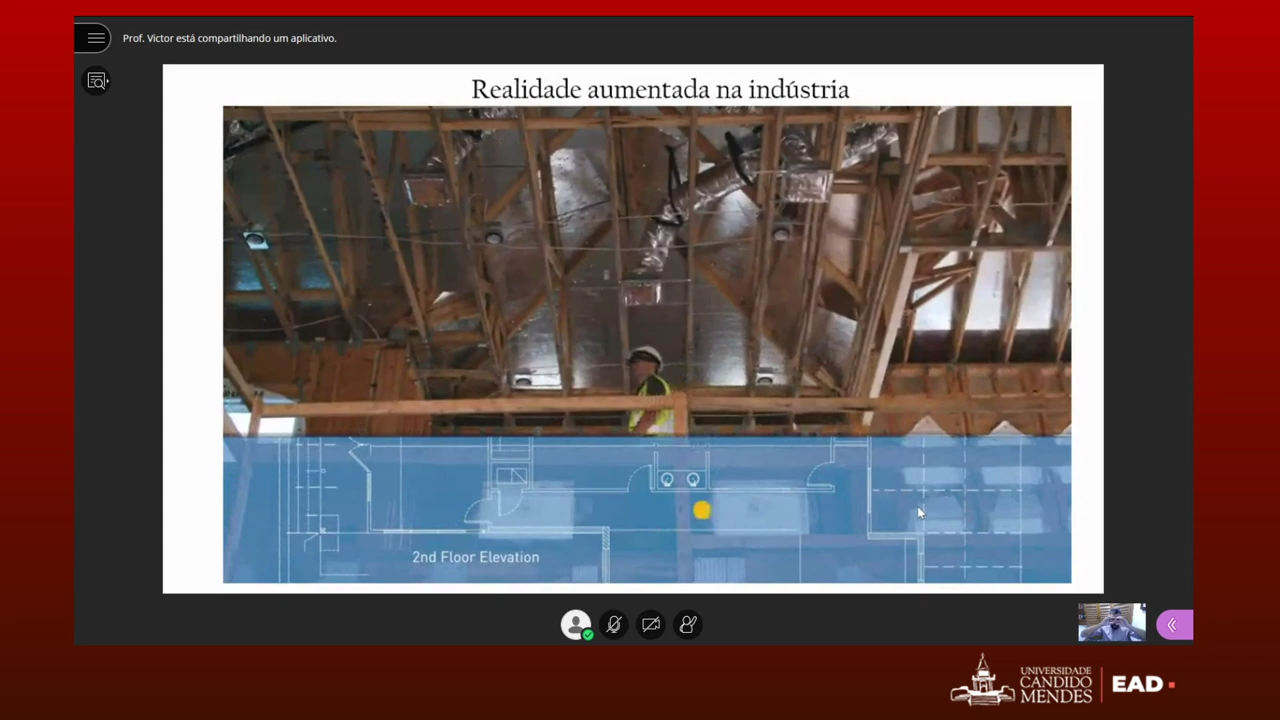 Prof. Victor está compartilhando um aplicativo.
Realidade aumentada na indústria
2nd Floor Elevation
UNIVERSIDADE
CANDIDO
MENDES
EAD